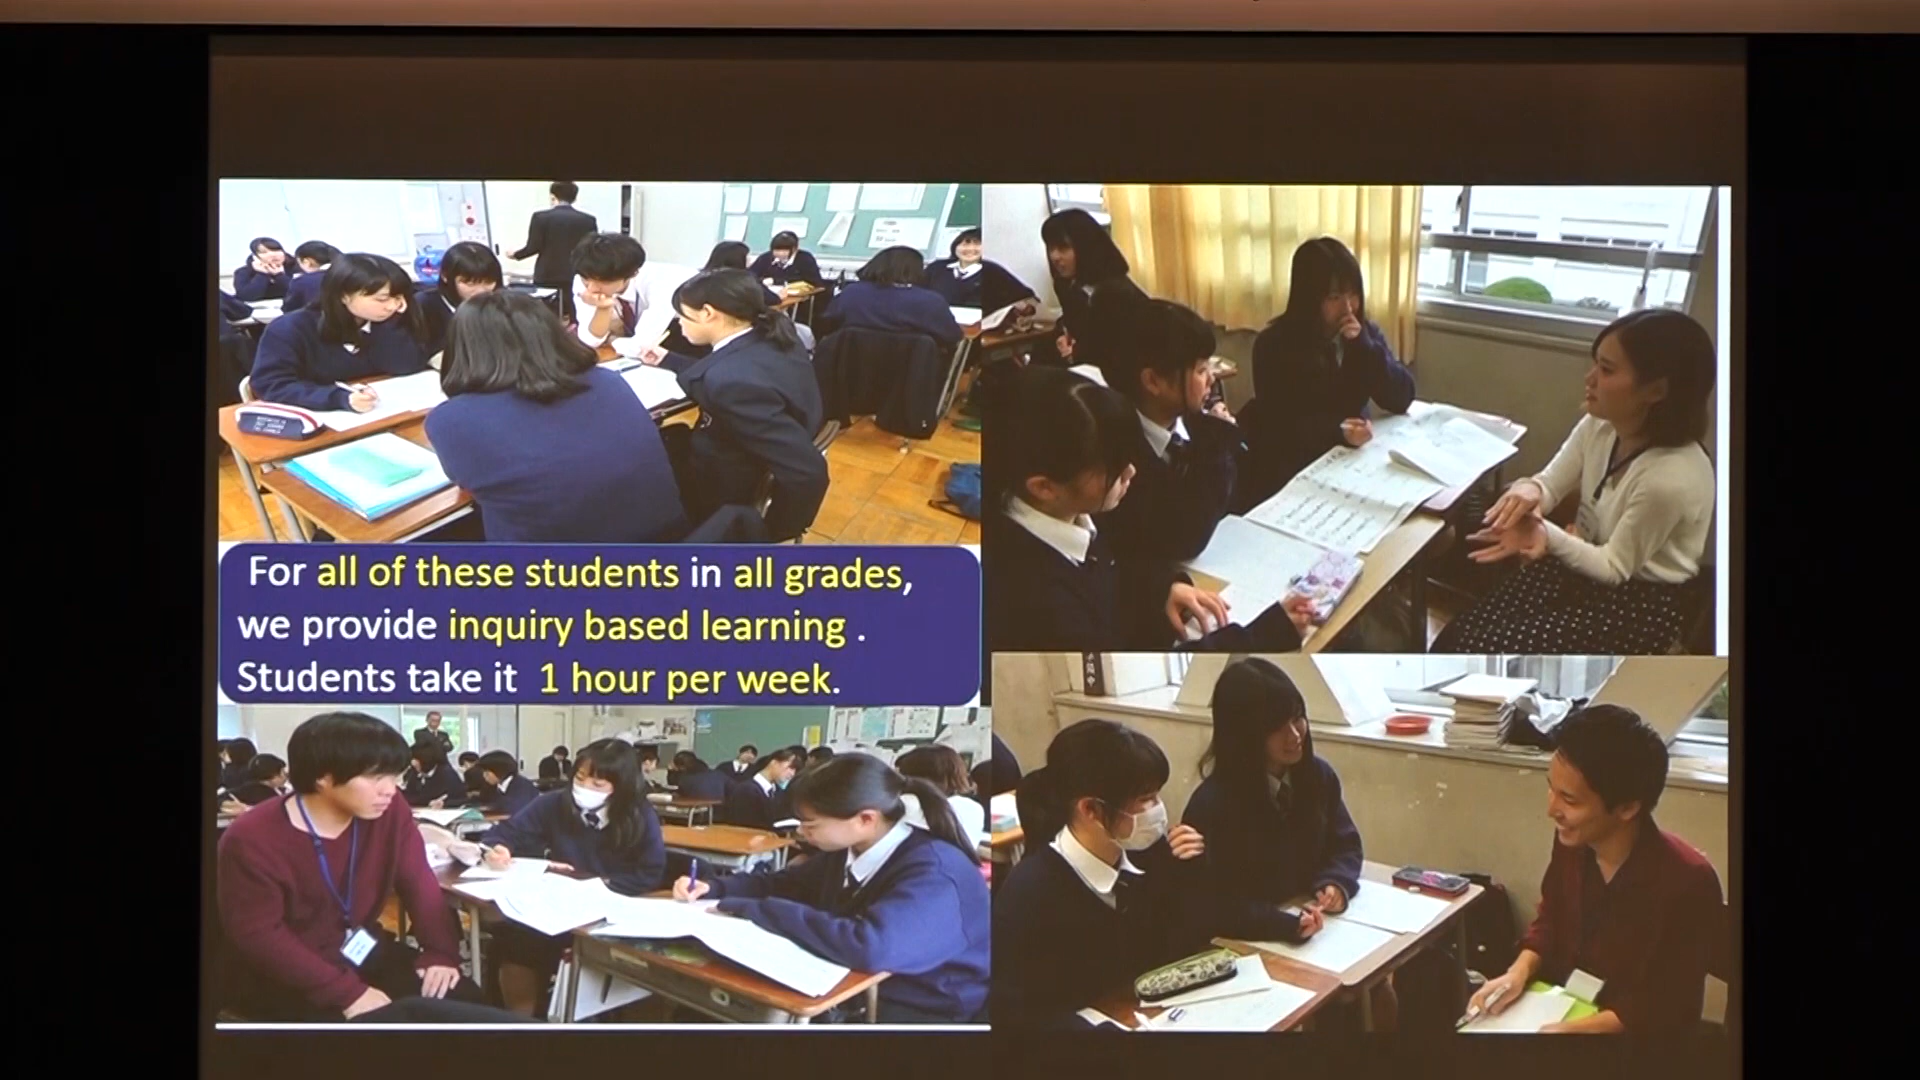 For all of these students in all grades,
we provide inquiry based learning .
Students take it 1 hour per week.